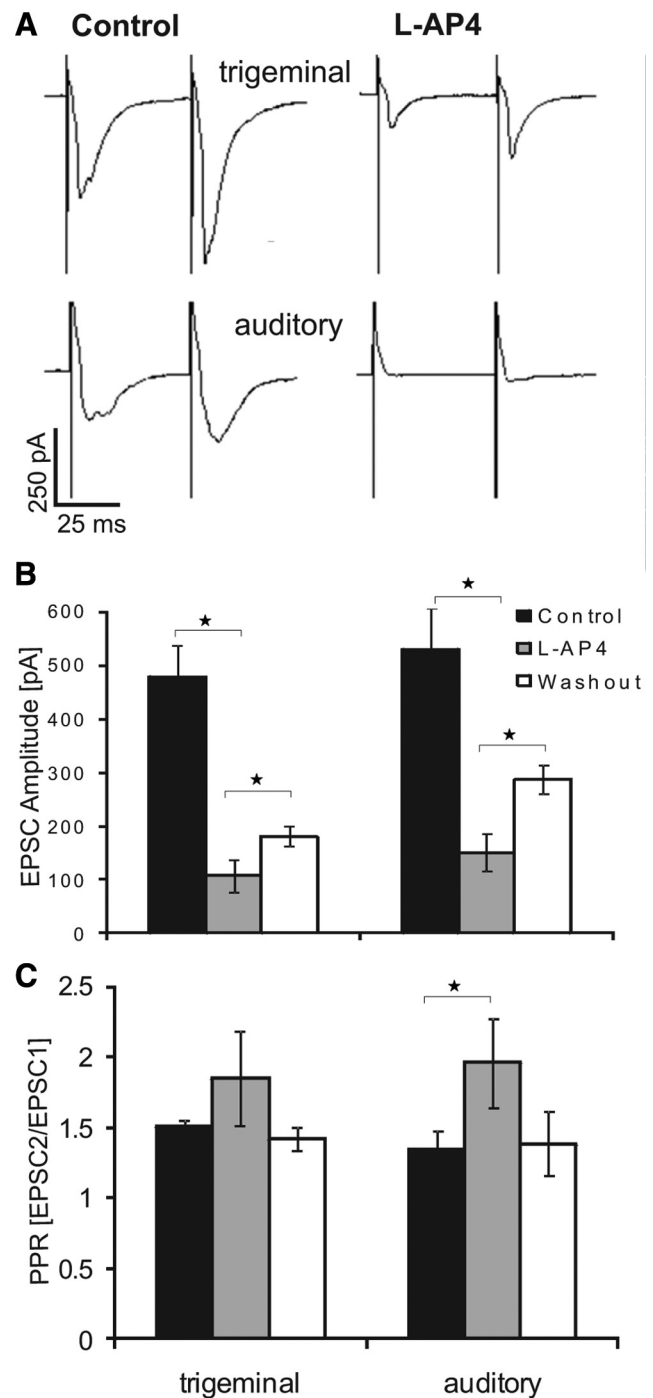 A
Control
L-AP4
trigeminal
auditory
250 pA
25 ms
B
EPSC Amplitude [pA]
600
500
400
300
200
100
0
Control
L-AP4
Washout
C
PPR [EPSC2/EPSC1]
2.5
2
1.5
1
0.5
0
trigeminal
auditory